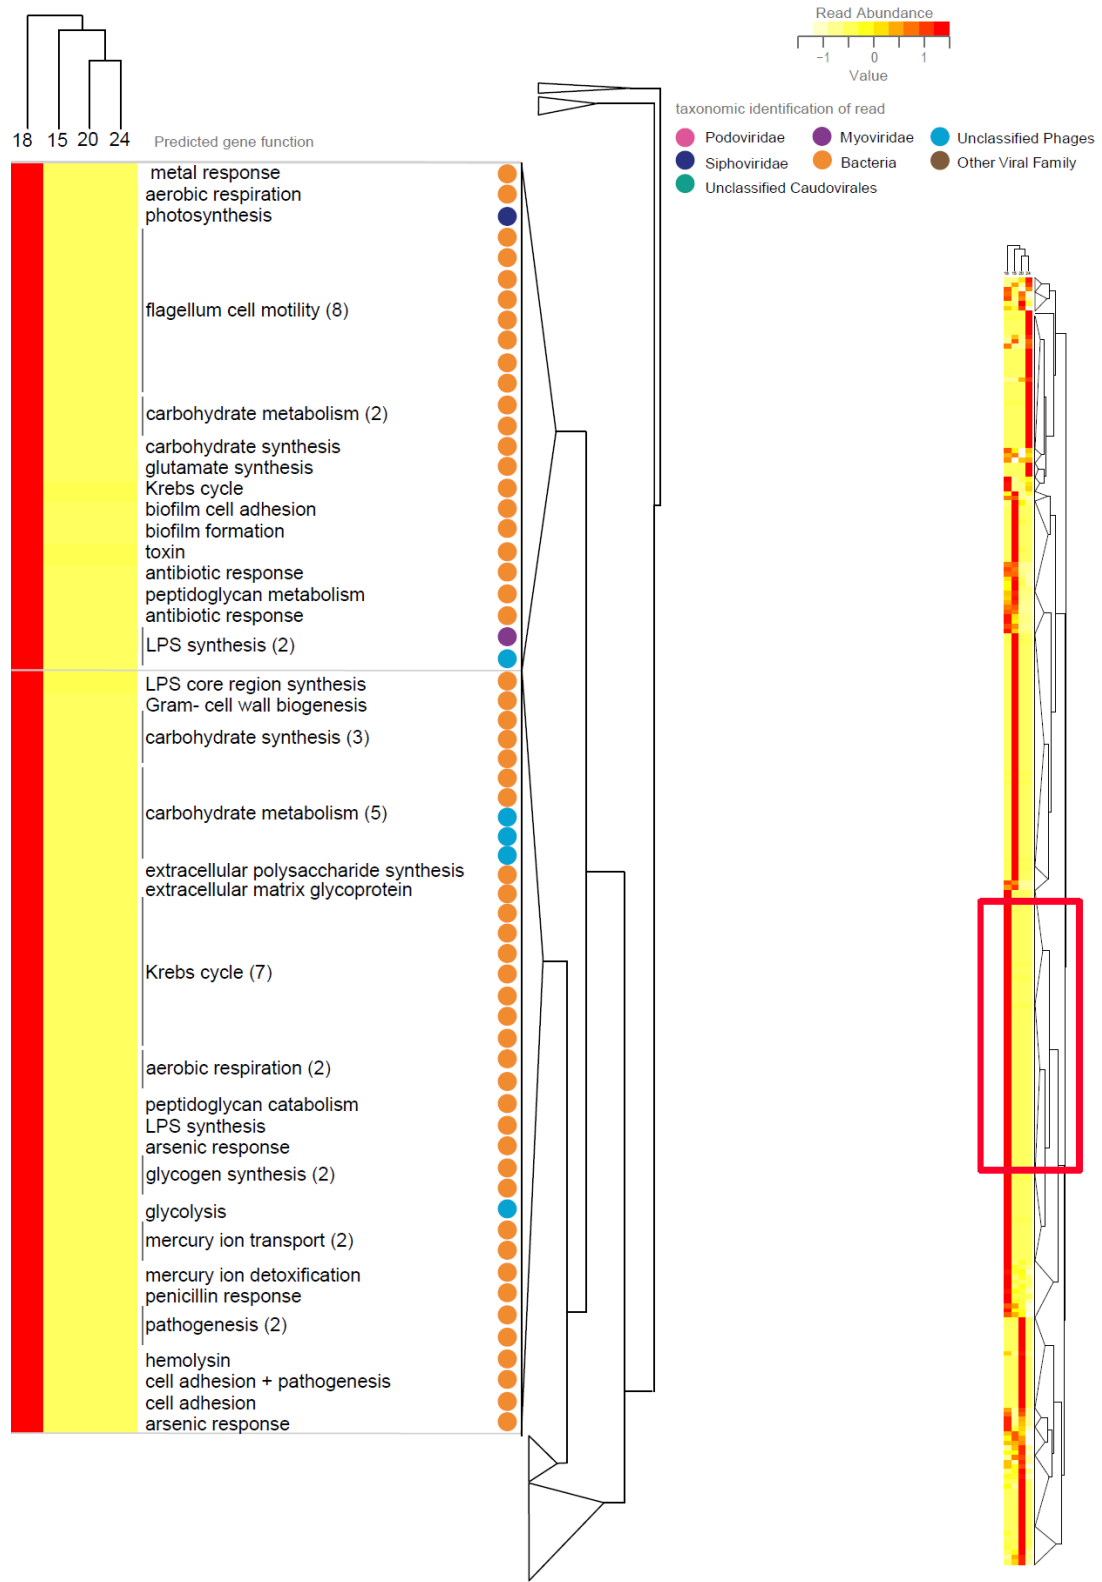 Read Abundance
−1 0 1
Value
taxonomic identification of read
Podoviridae Myoviridae Unclassified Phages
Siphoviridae Bacteria Other Viral Family
Unclassified Caudovirales
18 15 20 24 Predicted gene function
metal response
aerobic respiration
photosynthesis
flagellum cell motility (8)
carbohydrate metabolism (2)
carbohydrate synthesis
glutamate synthesis
Krebs cycle
biofilm cell adhesion
biofilm formation
toxin
antibiotic response
peptidoglycan metabolism
antibiotic response
LPS synthesis (2)
LPS core region synthesis
Gram- cell wall biogenesis
carbohydrate synthesis (3)
carbohydrate metabolism (5)
extracellular polysaccharide synthesis
extracellular matrix glycoprotein
Krebs cycle (7)
aerobic respiration (2)
peptidoglycan catabolism
LPS synthesis
arsenic response
glycogen synthesis (2)
glycolysis
mercury ion transport (2)
mercury ion detoxification
penicillin response
pathogenesis (2)
hemolysin
cell adhesion + pathogenesis
cell adhesion
arsenic response